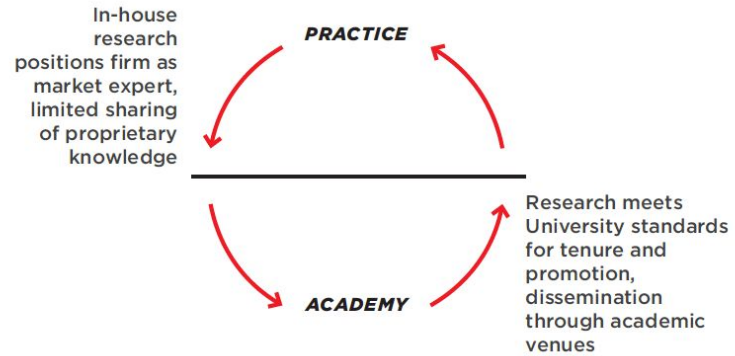 In-house
research
positions firm as
market expert,
limited sharing
of proprietary
knowledge
PRACTICE
Research meets
University standards
for tenure and
promotion,
dissemination
through academic
venues
ACADEMY